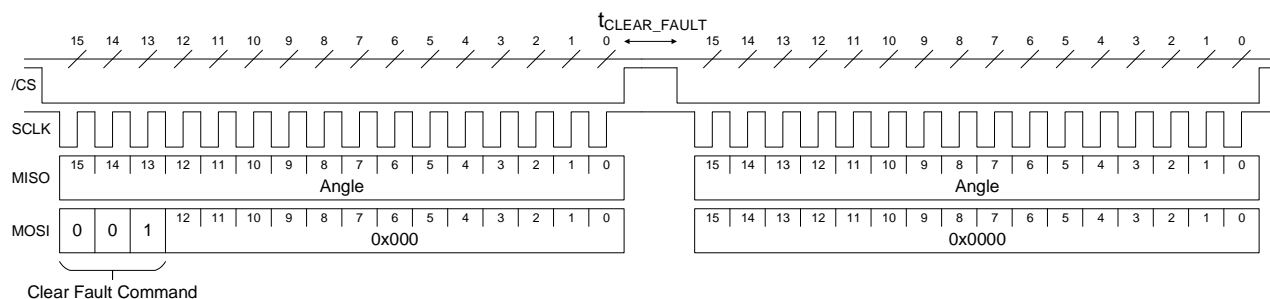 tCLEAR_FAULT
15 14 13 12 11 10 9 8 7 6 5 4 3 2 1 0 15 14 13 12 11 10 9 8 7 6 5 4 3 2 1 0
/CS
SCLK
MISO 15 14 13 12 11 10 9 8 7 6 5 4 3 2 1 0 15 14 13 12 11 10 9 8 7 6 5 4 3 2 1 0
Angle Angle
MOSI 0 0 1 12 11 10 9 8 7 6 5 4 3 2 1 0 15 14 13 12 11 10 9 8 7 6 5 4 3 2 1 0
0x000 0x0000
Clear Fault Command